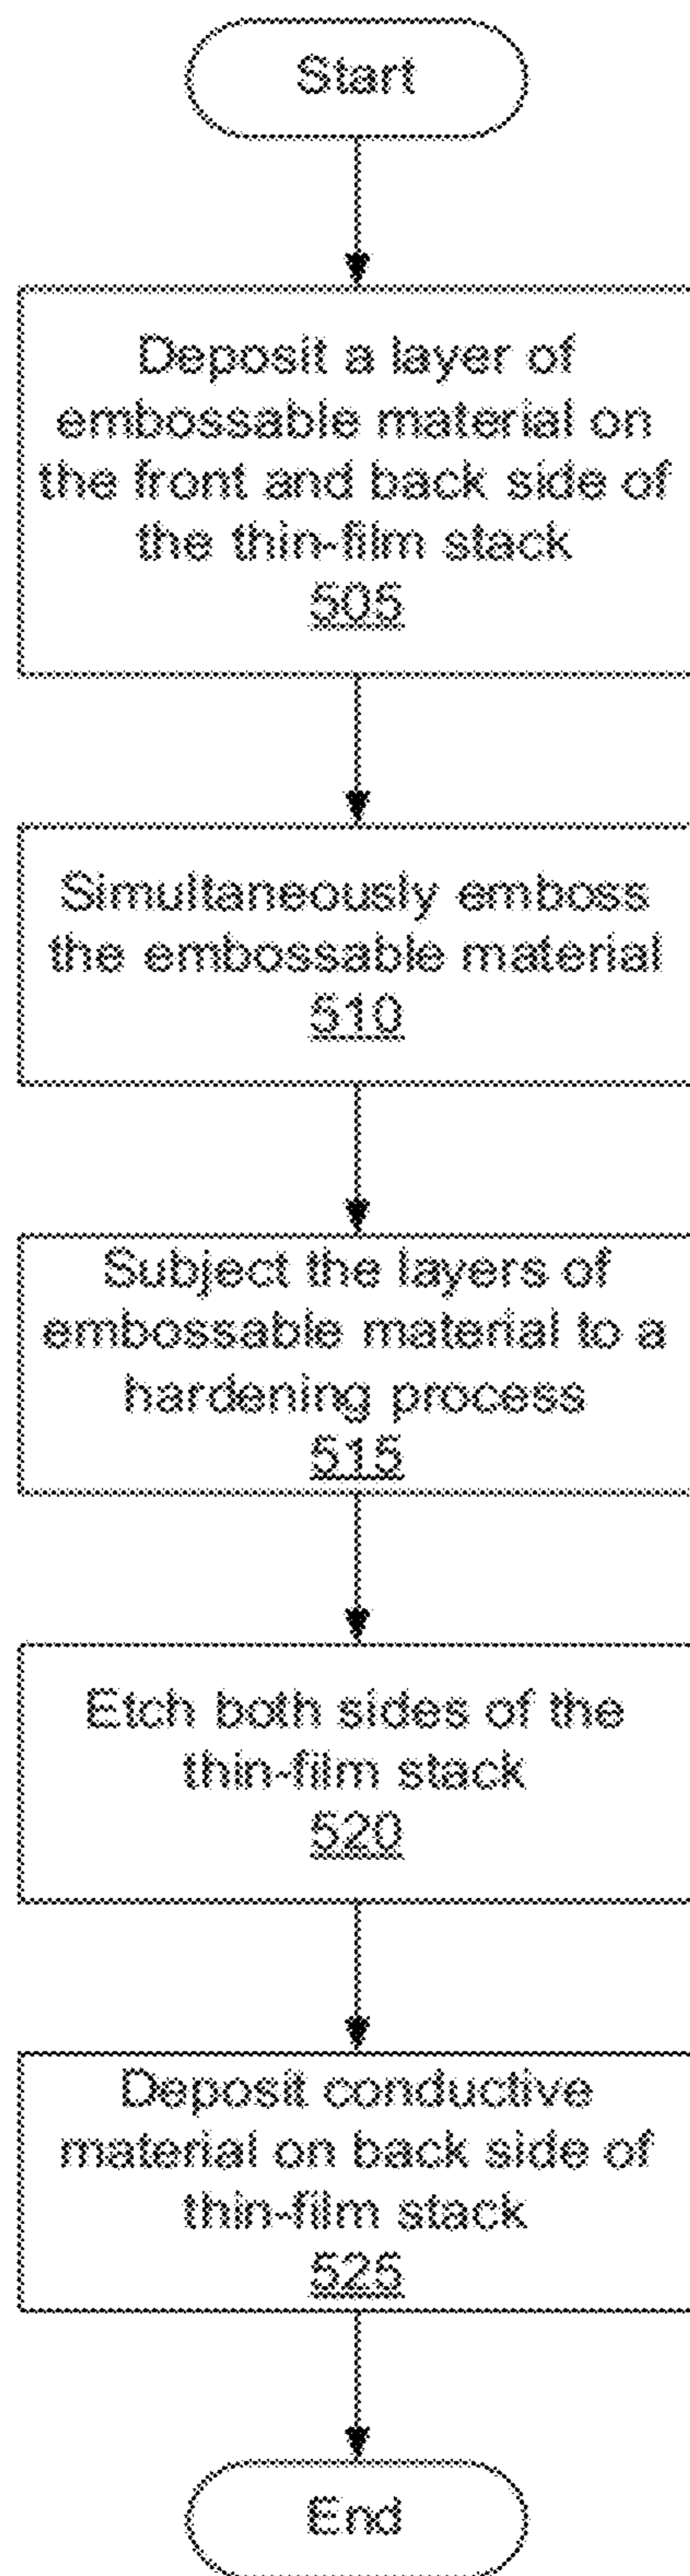 Start
Deposit a layer of
embossable material on
the front and back side of
the thin-film stack
505
Simultaneously emboss
the embossable material
510
Subject the layers of
embossable material to a
hardening process
515
Etch both sides of the
thin-film stack
520
Deposit conductive
material on back side of
thin-film stack
525
End